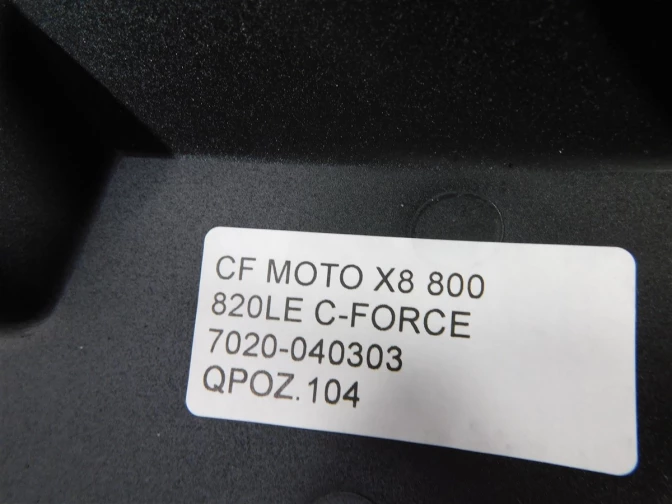 CF MOTO X8 800
820LE C-FORCE
7020-040303
QPOZ.104